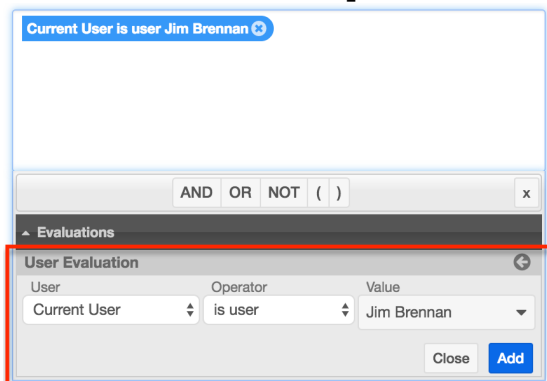 Current User is user Jim Brennan
AND OR NOT ( ) x
Evaluations
User Evaluation
User Operator Value
Current User is user Jim Brennan
Close Add